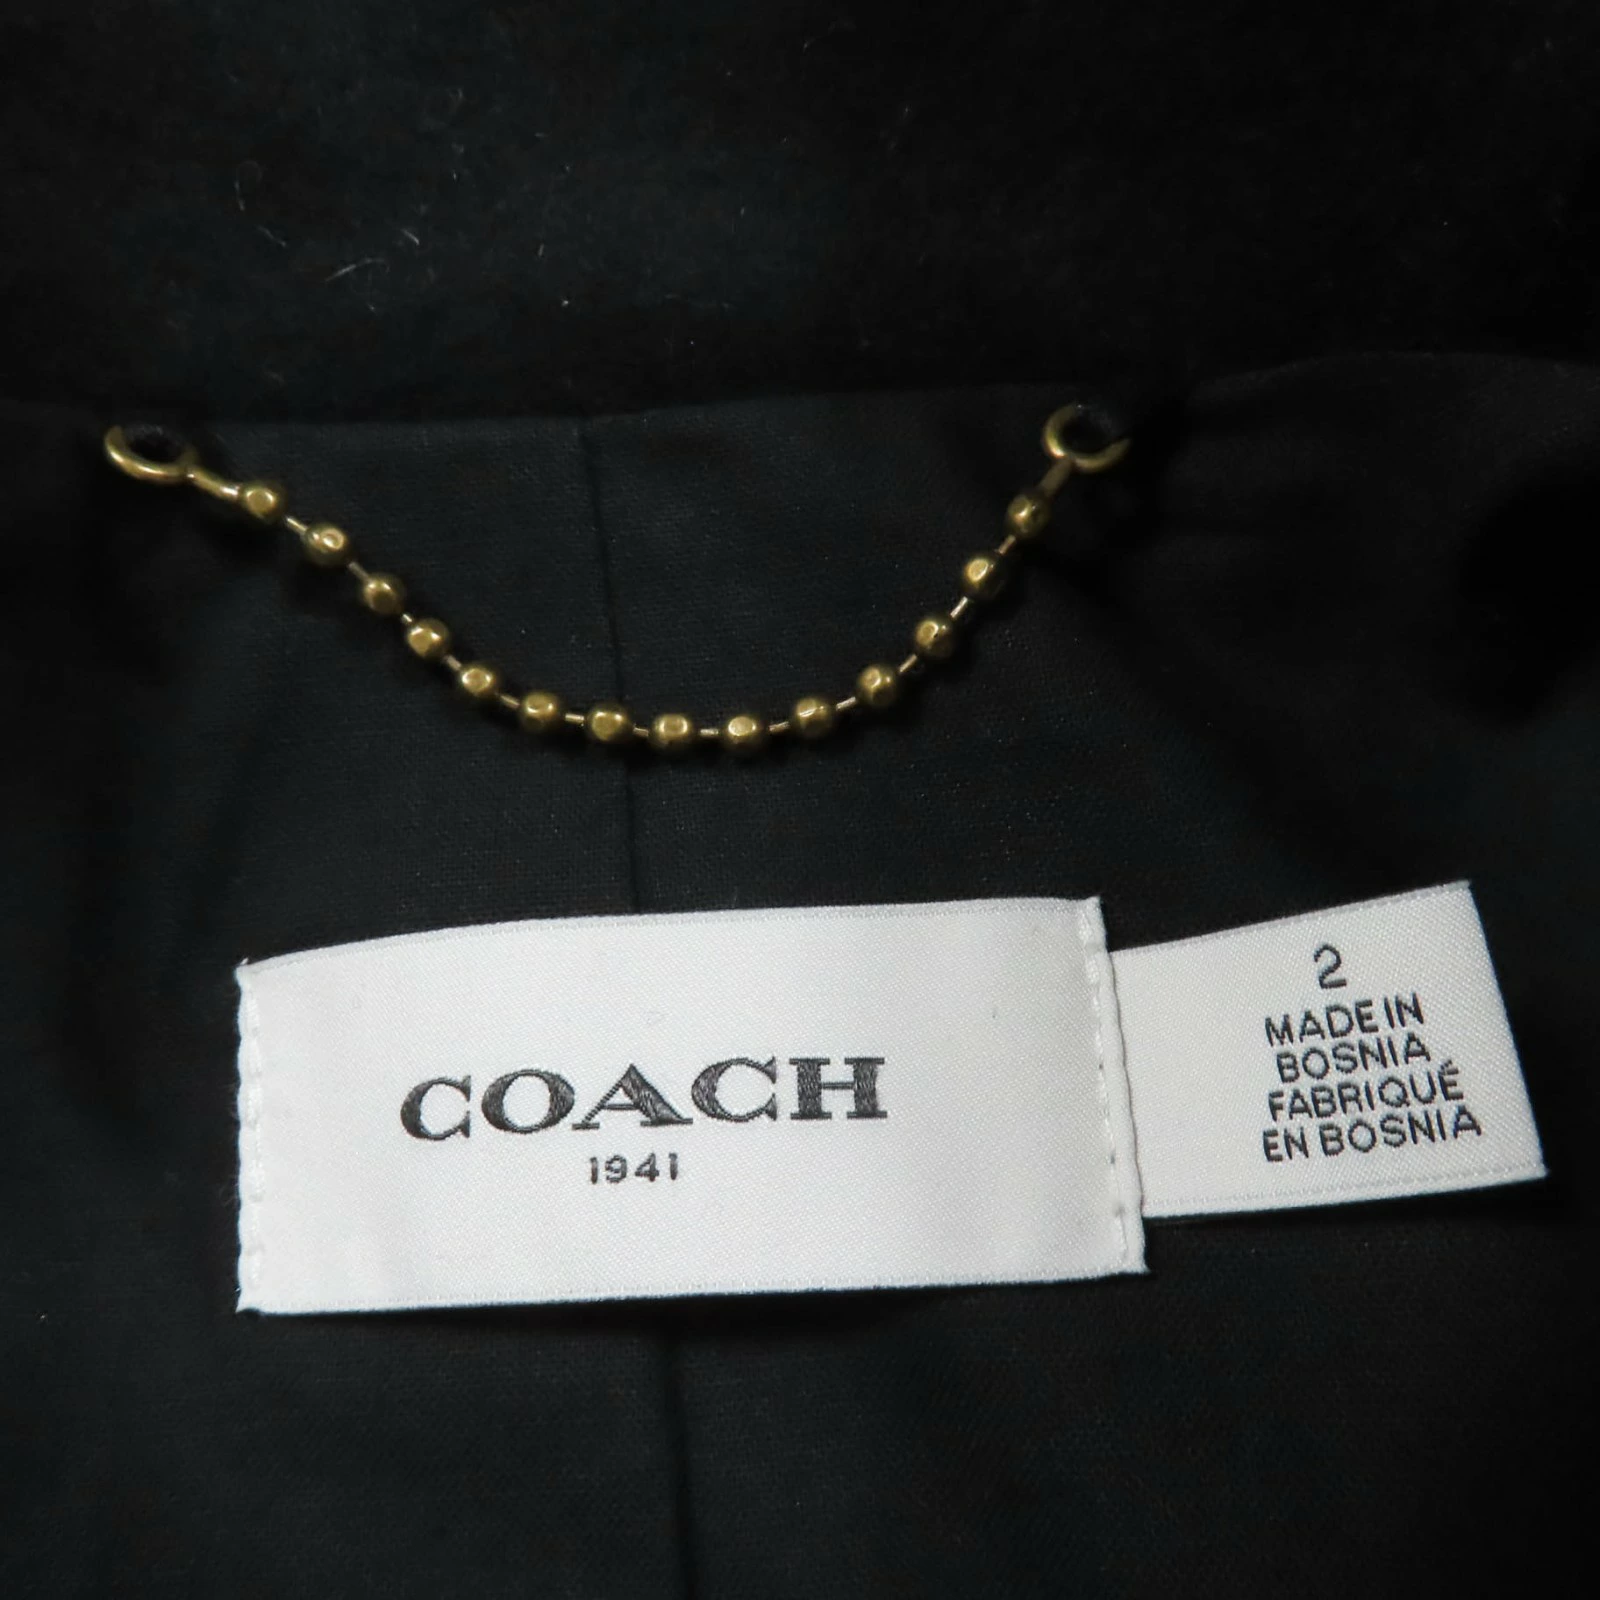 COACH
1941
2
MADE IN
BOSNIA
FABRIQUÉ
EN BOSNIA